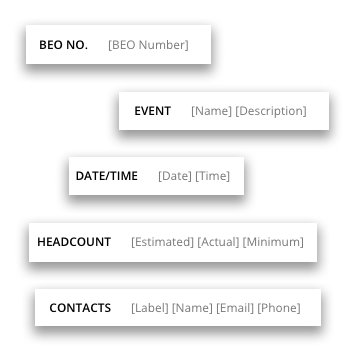 BEO NO. [BEO Number]
EVENT [Name] [Description]
DATE/TIME [Date] [Time]
HEADCOUNT [Estimated] [Actual] [Minimum]
CONTACTS [Label] [Name] [Email] [Phone]